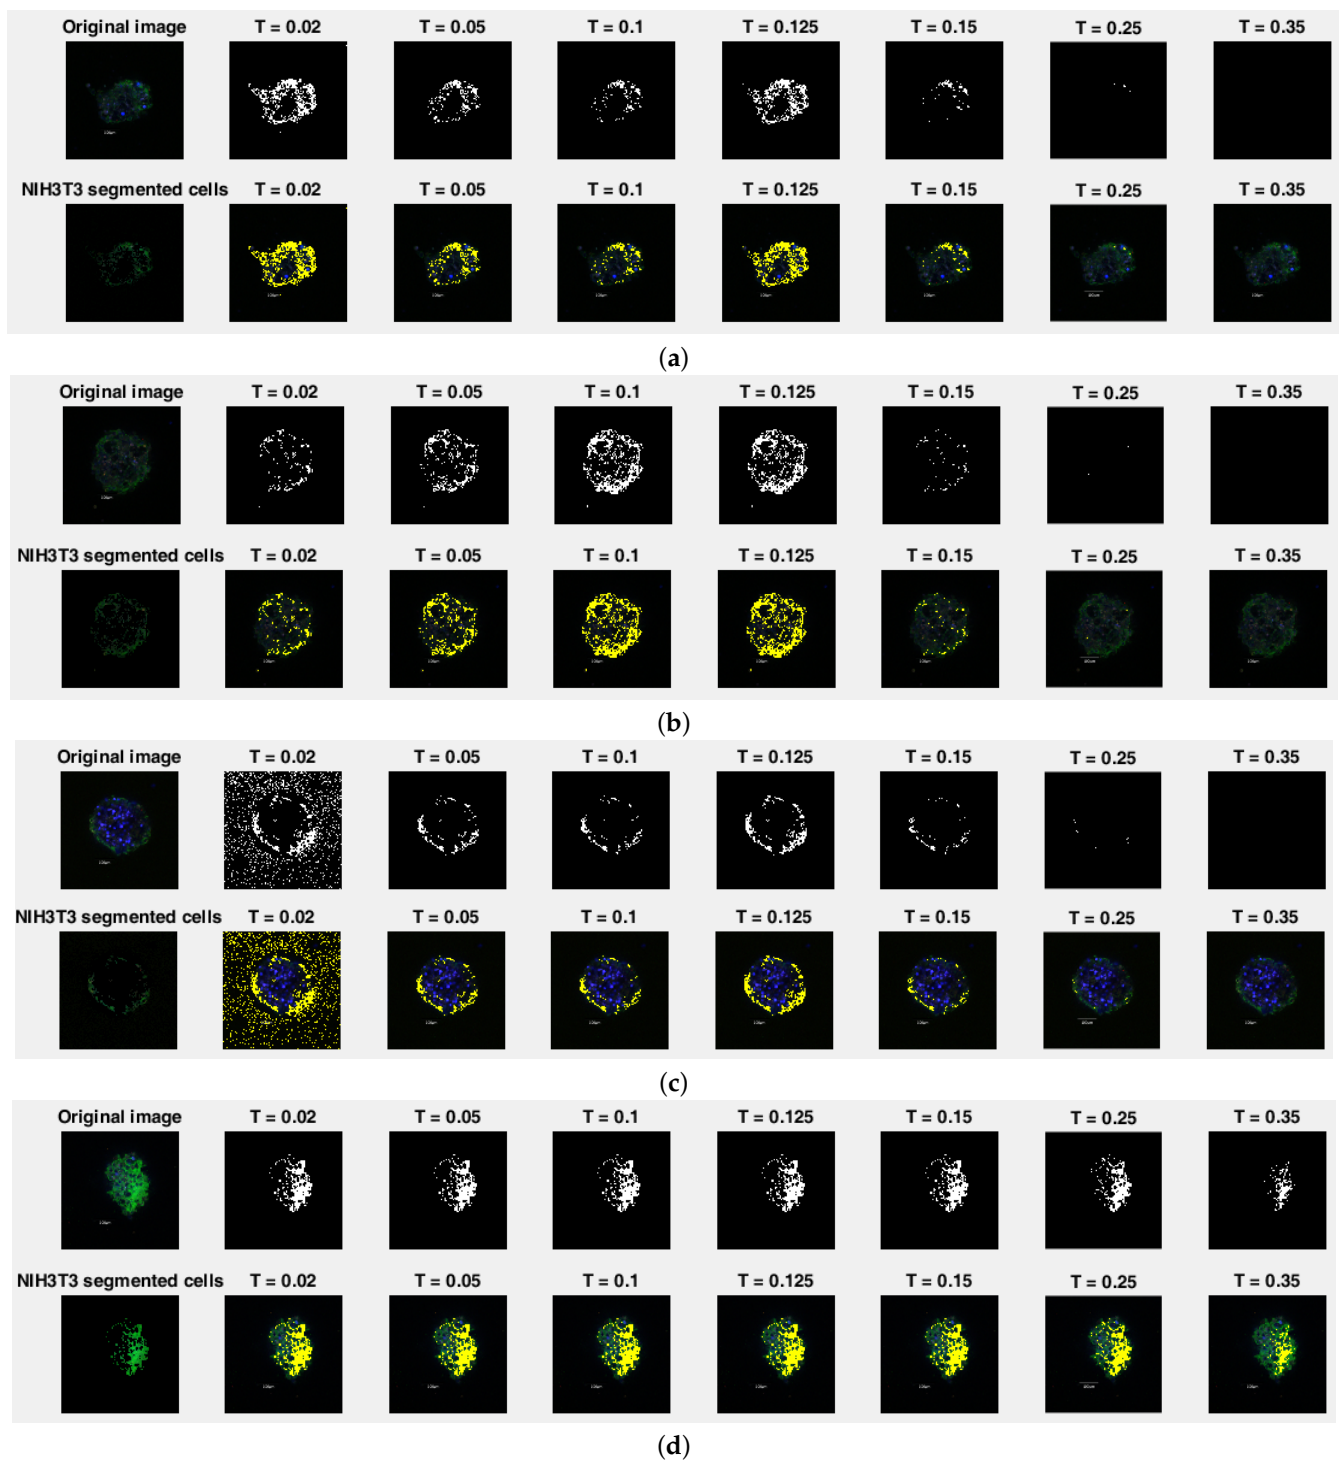 Original image T = 0.02 T = 0.05 T = 0.1 T = 0.125 T = 0.15 T = 0.25 T = 0.35
NIH3T3 segmented cells T = 0.02 T = 0.05 T = 0.1 T = 0.125 T = 0.15 T = 0.25 T = 0.35
(a)
Original image T = 0.02 T = 0.05 T = 0.1 T = 0.125 T = 0.15 T = 0.25 T = 0.35
NIH3T3 segmented cells T = 0.02 T = 0.05 T = 0.1 T = 0.125 T = 0.15 T = 0.25 T = 0.35
(b)
Original image T = 0.02 T = 0.05 T = 0.1 T = 0.125 T = 0.15 T = 0.25 T = 0.35
NIH3T3 segmented cells T = 0.02 T = 0.05 T = 0.1 T = 0.125 T = 0.15 T = 0.25 T = 0.35
(c)
Original image T = 0.02 T = 0.05 T = 0.1 T = 0.125 T = 0.15 T = 0.25 T = 0.35
NIH3T3 segmented cells T = 0.02 T = 0.05 T = 0.1 T = 0.125 T = 0.15 T = 0.25 T = 0.35
(d)